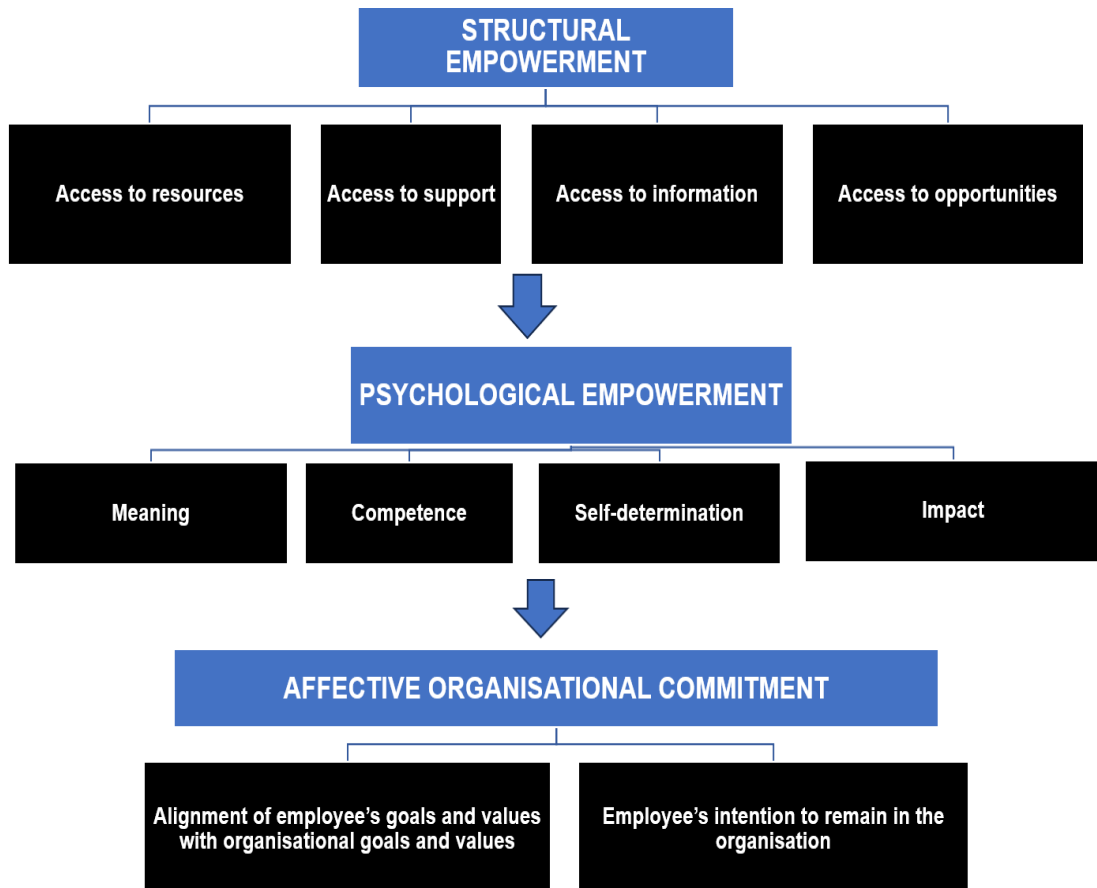 STRUCTURAL
EMPOWERMENT
Access to resources
Access to support
Access to information
Access to opportunities
PSYCHOLOGICAL EMPOWERMENT
Meaning
Competence
Self-determination
Impact
AFFECTIVE ORGANISATIONAL COMMITMENT
Alignment of employee’s goals and values
with organisational goals and values
Employee’s intention to remain in the
organisation